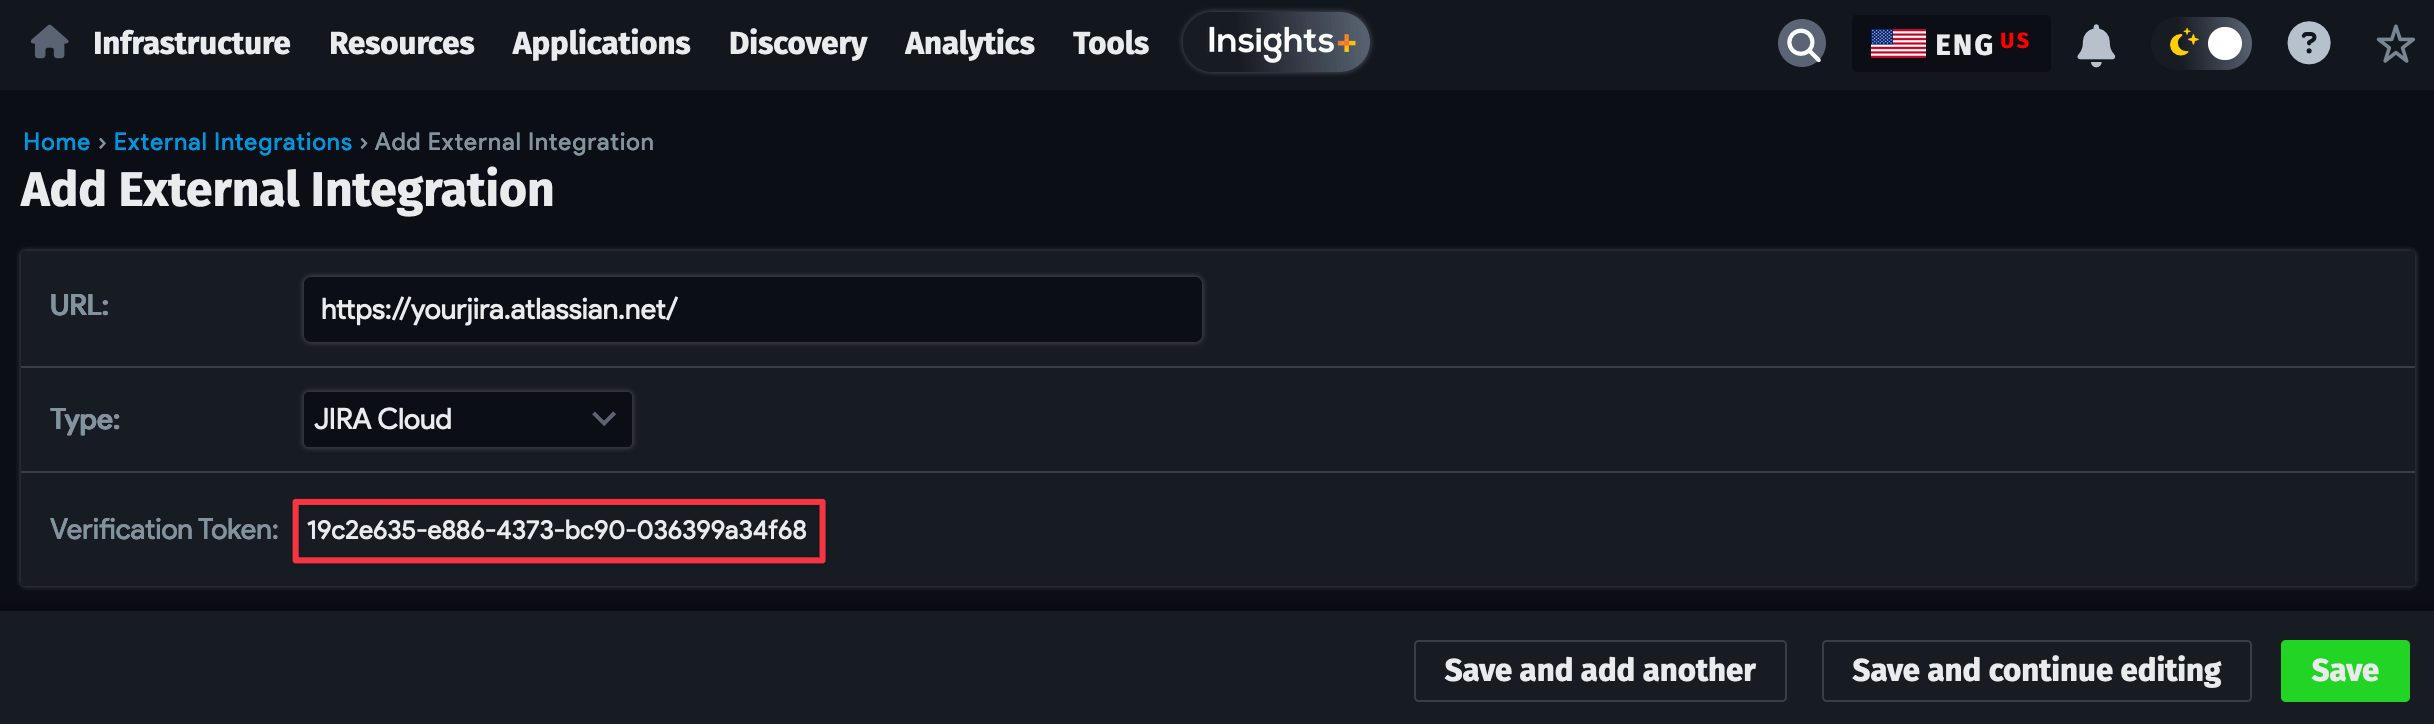 Infrastructure Resources Applications Discovery Analytics Tools Insights+ ENG US ?
Home › External Integrations › Add External Integration
Add External Integration
URL: https://yourjira.atlassian.net/
Type: JIRA Cloud
Verification Token: 19c2e635-e886-4373-bc90-036399a34f68
Save and add another Save and continue editing Save